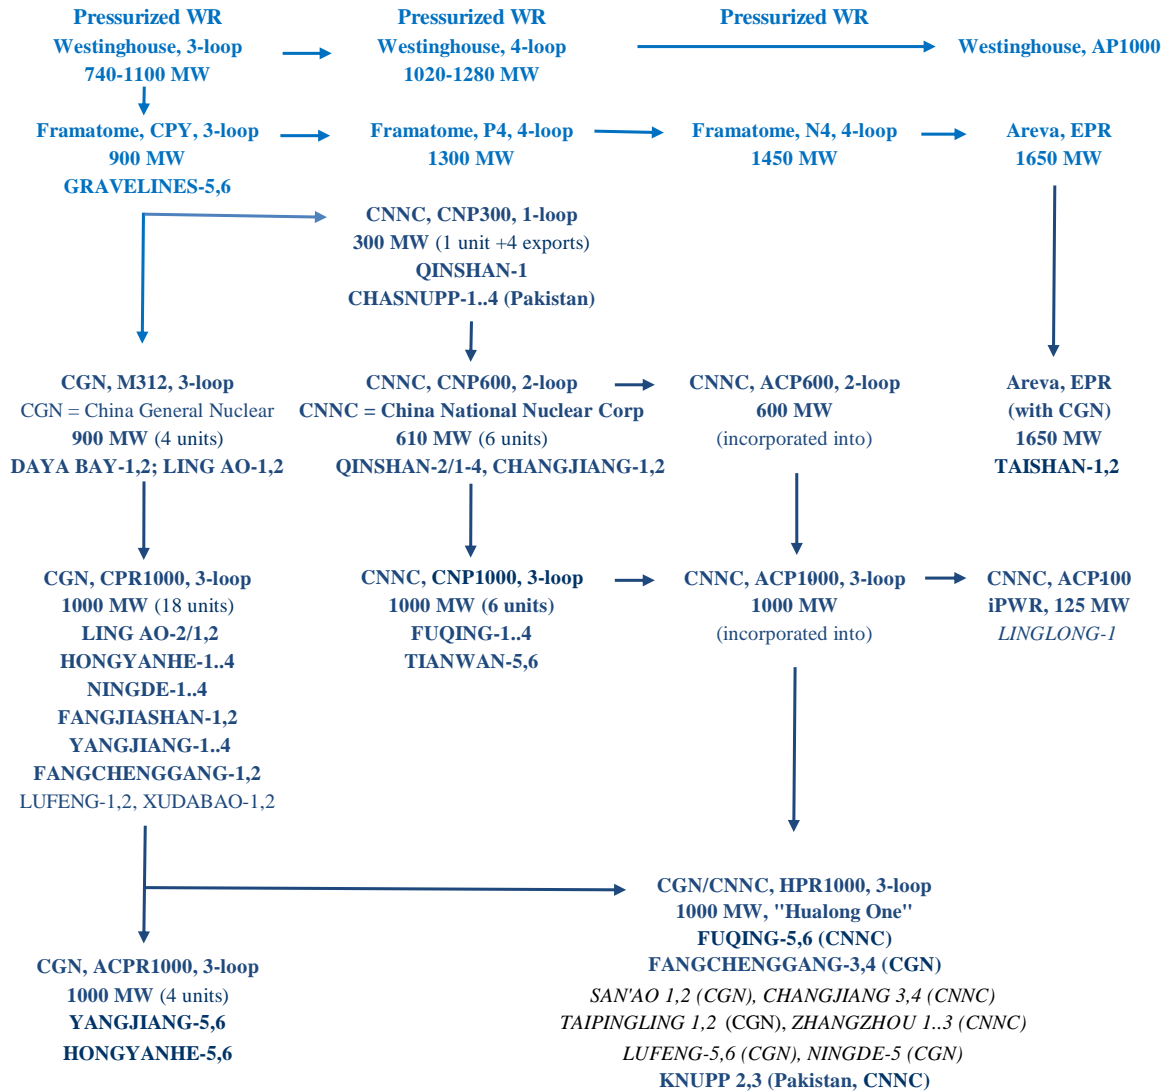 Pressurized WR
Westinghouse, 3-loop
740-1100 MW
Pressurized WR
Westinghouse, 4-loop
1020-1280 MW
Pressurized WR
Westinghouse, AP1000
Framatome, CPY, 3-loop
900 MW
GRAVELINES-5,6
Framatome, P4, 4-loop
1300 MW
Framatome, N4, 4-loop
1450 MW
Areva, EPR
1650 MW
CNNC, CNP300, 1-loop
300 MW (1 unit +4 exports)
QINSHAN-1
CHASNUPP-1..4 (Pakistan)
CGN, M312, 3-loop
CGN = China General Nuclear
900 MW (4 units)
DAYA BAY-1,2; LING AO-1,2
CNNC, CNP600, 2-loop
CNNC = China National Nuclear Corp
610 MW (6 units)
QINSHAN-2/1-4, CHANGJIANG-1,2
CNNC, ACP600, 2-loop
600 MW
(incorporated into)
Areva, EPR
(with CGN)
1650 MW
TAISHAN-1,2
CGN, CPR1000, 3-loop
1000 MW (18 units)
LING AO-2/1,2
HONGYANHE-1..4
NINGDE-1..4
FANGJIASHAN-1,2
YANGJIANG-1..4
FANGCHENGGANG-1,2
LUFENG-1,2, XUDABAO-1,2
CNNC, CNP1000, 3-loop
1000 MW (6 units)
FUQING-1..4
TIANWAN-5,6
CNNC, ACP1000, 3-loop
1000 MW
(incorporated into)
CNNC, ACP-100
iPWR, 125 MW
LINGLONG-1
CGN, ACPR1000, 3-loop
1000 MW (4 units)
YANGJIANG-5,6
HONGYANHE-5,6
CGN/CNNC, HPR1000, 3-loop
1000 MW, "Hualong One"
FUQING-5,6 (CNNC)
FANGCHENGGANG-3,4 (CGN)
SAN'AO 1,2 (CGN), CHANGJIANG 3,4 (CNNC)
TAIPINGLING 1,2 (CGN), ZHANGZHOU 1..3 (CNNC)
LUFENG-5,6 (CGN), NINGDE-5 (CGN)
KNUPP 2,3 (Pakistan, CNNC)